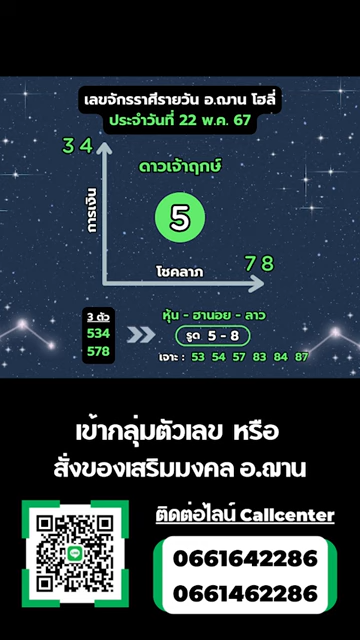 เลขจักรราศีรายวัน อ.ฌาน โฮลี่
ประจำวันที่ 22 พ.ค. 67
3 4
ดาวเจ้าฤกษ์
การเงิน
5
โชคลาภ
7 8
3 ตัว
534
578
หุ้น - ฮานอย - ลาว
รูด 5 - 8
เจาะ : 53 54 57 83 84 87
เข้ากลุ่มตัวเลข หรือ
สั่งของเสริมมงคล อ.ฌาน
ติดต่อไลน์ Callcenter
0661642286
0661462286